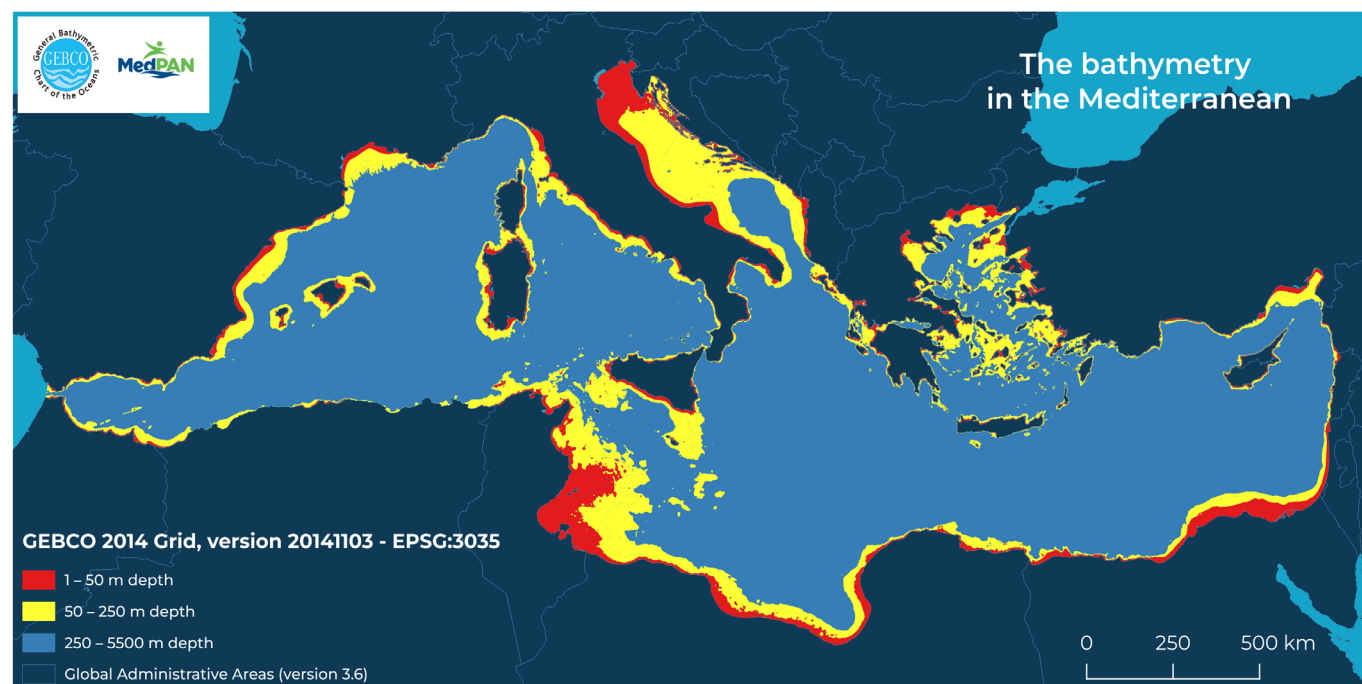 General Bathymetric
GEBCO
Chart of the Oceans
MedPAN
The bathymetry
in the Mediterranean
GEBCO 2014 Grid, version 20141103 - EPSG:3035
1 – 50 m depth
50 – 250 m depth
250 – 5500 m depth
Global Administrative Areas (version 3.6)
0 250 500 km